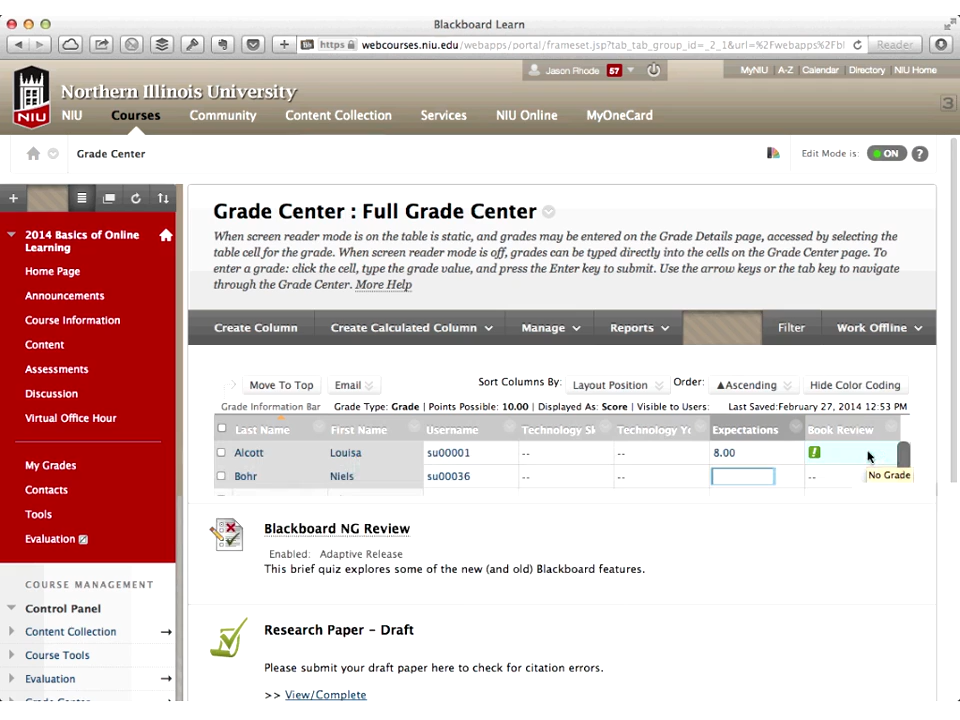 Blackboard Learn
https webcourses.niu.edu/webapps/portal/frameset.jsp?tab_tab_group_id=_2_1&url=%2Fwebapps%2Fbl
Reader
Jason Rhode 57
MyNIU A-Z Calendar Directory NIU Home
NIU
Northern Illinois University
NIU Courses Community Content Collection Services NIU Online MyOneCard
3
Grade Center
Edit Mode is: ON ?
2014 Basics of Online Learning
Home Page
Announcements
Course Information
Content
Assessments
Discussion
Virtual Office Hour
My Grades
Contacts
Tools
Evaluation
COURSE MANAGEMENT
Control Panel
Content Collection
Course Tools
Evaluation
Grade Center : Full Grade Center
When screen reader mode is on the table is static, and grades may be entered on the Grade Details page, accessed by selecting the
table cell for the grade. When screen reader mode is off, grades can be typed directly into the cells on the Grade Center page. To
enter a grade: click the cell, type the grade value, and press the Enter key to submit. Use the arrow keys or the tab key to navigate
through the Grade Center. More Help
Create Column Create Calculated Column Manage Reports Filter Work Offline
Move To Top Email Sort Columns By: Layout Position Order: Ascending Hide Color Coding
Grade Information Bar Grade Type: Grade | Points Possible: 10.00 | Displayed As: Score | Visible to Users: Last Saved:February 27, 2014 12:53 PM
Last Name First Name Username Technology Sk Technology Yo Expectations Book Review
Alcott Louisa su00001 -- -- 8.00 !
Bohr Niels su00036 -- -- --
No Grade
Blackboard NG Review
Enabled: Adaptive Release
This brief quiz explores some of the new (and old) Blackboard features.
Research Paper - Draft
Please submit your draft paper here to check for citation errors.
>> View/Complete